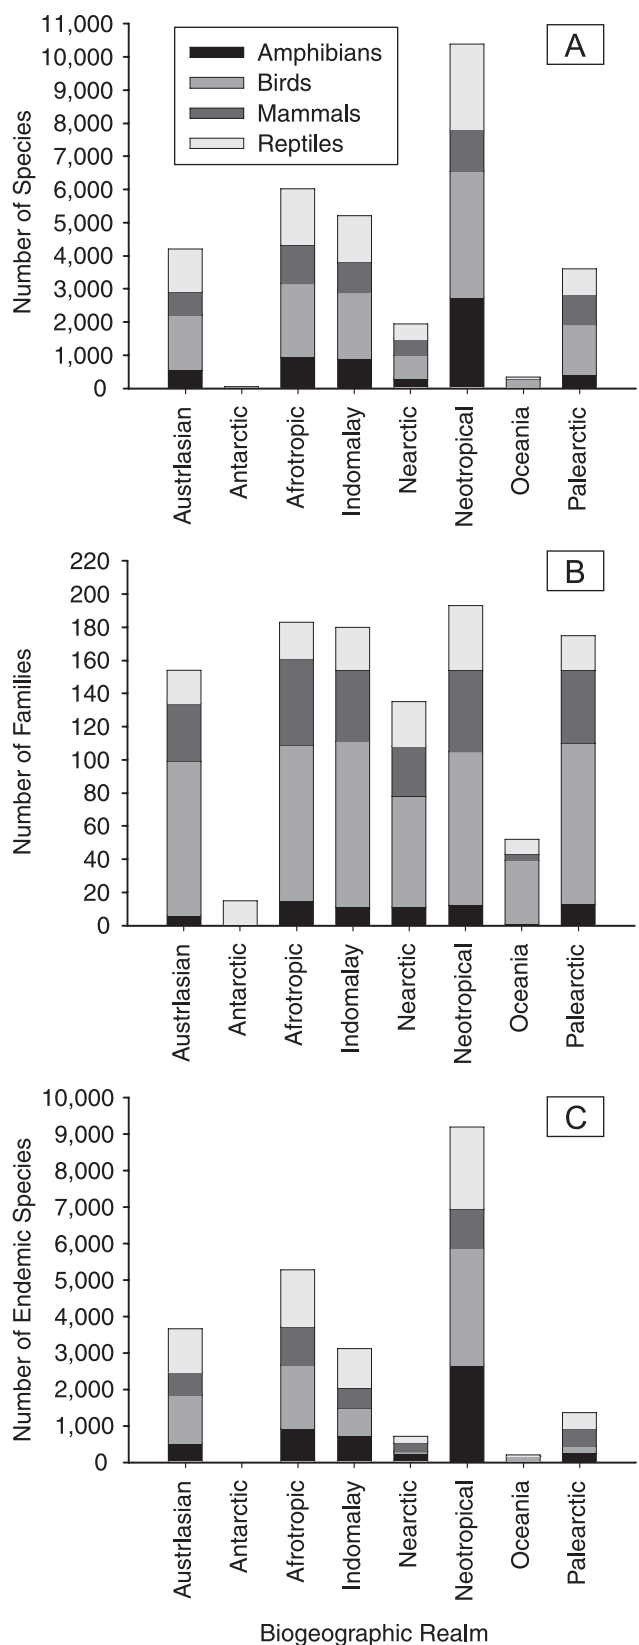 11,000
10,000
9,000
8,000
7,000
6,000
5,000
4,000
3,000
2,000
1,000
0
Number of Species
A
Amphibians
Birds
Mammals
Reptiles
Austrlasian
Antarctic
Afrotropic
Indomalay
Nearctic
Neotropical
Oceania
Palearctic
220
200
180
160
140
120
100
80
60
40
20
0
Number of Families
B
Austrlasian
Antarctic
Afrotropic
Indomalay
Nearctic
Neotropical
Oceania
Palearctic
10,000
9,000
8,000
7,000
6,000
5,000
4,000
3,000
2,000
1,000
0
Number of Endemic Species
C
Austrlasian
Antarctic
Afrotropic
Indomalay
Nearctic
Neotropical
Oceania
Palearctic
Biogeographic Realm